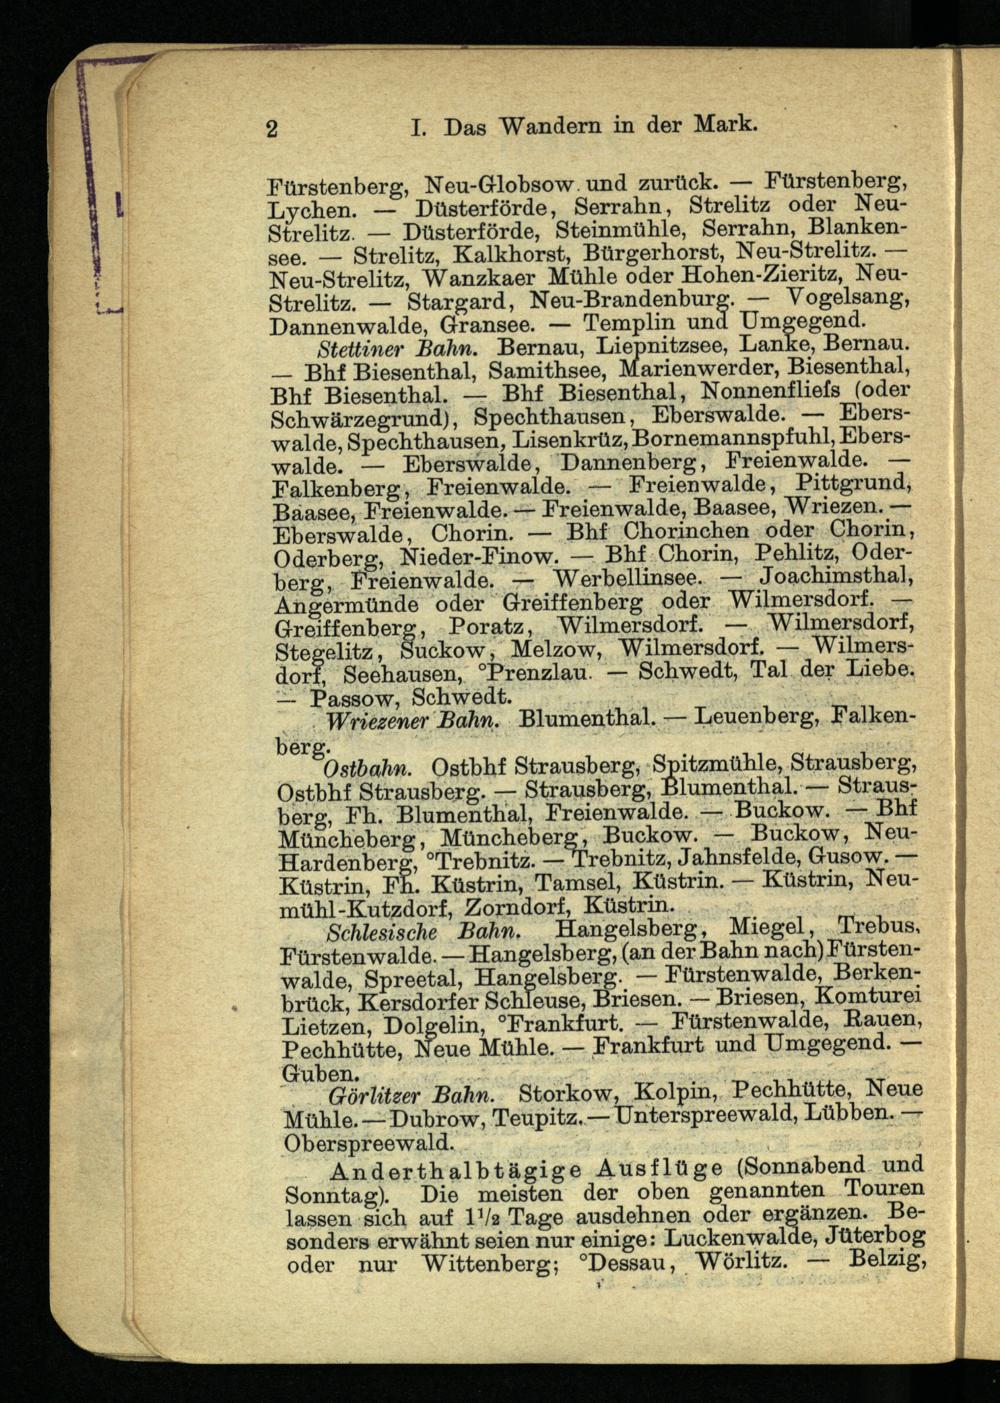 2 I. Das Wandern in der Mark.
Fürstenberg, Neu-Globsow und zurück. — Fürstenberg,
Lychen. — Düsterförde, Serrahn, Strelitz oder Neu-
Strelitz. — Düsterförde, Steinmühle, Serrahn, Blanken-
see. — Strelitz, Kalkhorst, Bürgerhorst, Neu-Strelitz. —
Neu-Strelitz, Wanzkaer Mühle oder Hohen-Zieritz, Neu-
Strelitz. — Stargard, Neu-Brandenburg. — Vogelsang,
Dannenwalde, Gransee. — Templin und Umgegend.
Stettiner Bahn. Bernau, Liepnitzsee, Lanke, Bernau.
— Bhf Biesenthal, Samithsee, Marienwerder, Biesenthal,
Bhf Biesenthal. — Bhf Biesenthal, Nonnenfließ (oder
Schwärzegrund), Spechthausen, Eberswalde. — Ebers-
walde, Spechthausen, Lisenkrüz, Bornemannspfuhl, Ebers-
walde. — Eberswalde, Dannenberg, Freienwalde. —
Falkenberg, Freienwalde. — Freienwalde, Pittgrund,
Baasee, Freienwalde. — Freienwalde, Baasee, Wriezen. —
Eberswalde, Chorin. — Bhf Chorinchen oder Chorin,
Oderberg, Nieder-Finow. — Bhf Chorin, Pehlitz, Oder-
berg, Freienwalde. — Werbellinsee. — Joachimsthal,
Angermünde oder Greiffenberg oder Wilmersdorf. —
Greiffenberg, Poratz, Wilmersdorf. — Wilmersdorf,
Stegelitz, Suckow, Melzow, Wilmersdorf. — Wilmers-
dorf, Seehausen, °Prenzlau. — Schwedt, Tal der Liebe.
— Passow, Schwedt.
Wriezener Bahn. Blumenthal. — Leuenberg, Falken-
berg.
Ostbahn. Ostbhf Strausberg, Spitzmühle, Strausberg,
Ostbhf Strausberg. — Strausberg, Blumenthal. — Straus-
berg, Fh. Blumenthal, Freienwalde. — Buckow. — Bhf
Müncheberg, Müncheberg, Buckow. — Buckow, Neu-
Hardenberg, °Trebnitz. — Trebnitz, Jahnsfelde, Gusow. —
Küstrin, Fh. Küstrin, Tamsel, Küstrin. — Küstrin, Neu-
mühl-Kutzdorf, Zorndorf, Küstrin.
Schlesische Bahn. Hangelsberg, Miegel, Trebus,
Fürstenwalde. — Hangelsberg, (an der Bahn nach) Fürsten-
walde, Spreetal, Hangelsberg. — Fürstenwalde, Berken-
brück, Kersdorfer Schleuse, Briesen. — Briesen, Komturei
Lietzen, Dolgelin, °Frankfurt. — Fürstenwalde, Rauen,
Pechhütte, Neue Mühle. — Frankfurt und Umgegend. —
Guben.
Görlitzer Bahn. Storkow, Kolpin, Pechhütte, Neue
Mühle. — Dubrow, Teupitz. — Unterspreewald, Lübben. —
Oberspreewald.
Anderthalbtägige Ausflüge (Sonnabend und
Sonntag). Die meisten der oben genannten Touren
lassen sich auf 1½ Tage ausdehnen oder ergänzen. Be-
sonders erwähnt seien nur einige: Luckenwalde, Jüterbog
oder nur Wittenberg; °Dessau, Wörlitz. — Belzig,